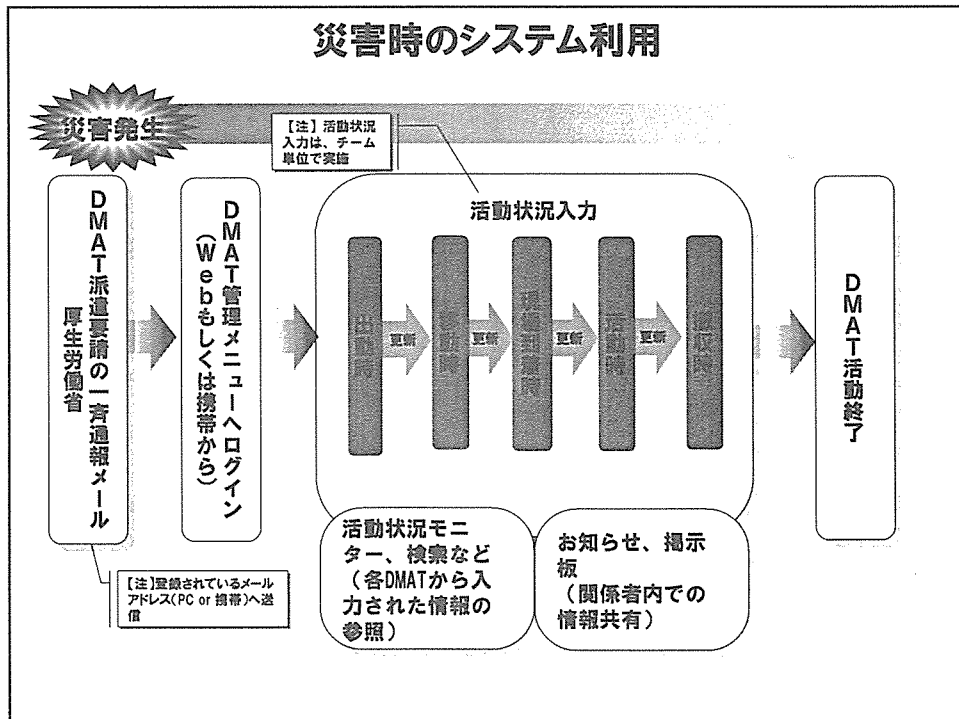 災害時のシステム利用
災害発生
【注】活動状況
入力は、チーム
単位で実施
DMAT派遣要請の一斉通報メール
厚生労働省
【注】登録されているメール
アドレス(PC or 携帯)へ送
信
DMAT管理メニューへログイン
(Webもしくは携帯から)
活動状況入力
出動時
更新
移動時
更新
現場到着時
更新
活動時
更新
撤収時
活動状況モニ
ター、検索など
(各DMATから入
力された情報の
参照)
お知らせ、掲示
板
(関係者内での
情報共有)
DMAT活動終了